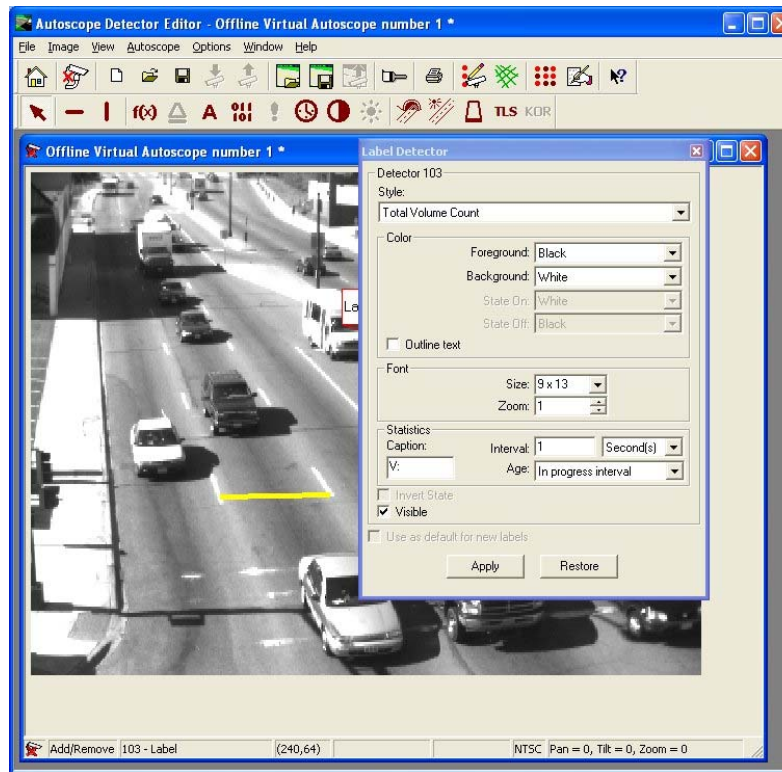 Autoscope Detector Editor - Offline Virtual Autoscope number 1 *
File Image View Autoscope Options Window Help
f(x) A TLS KOR
Offline Virtual Autoscope number 1 *
Label Detector
Detector 103
Style:
Total Volume Count
Color
Foreground: Black
Background: White
State On: White
State Off: Black
Outline text
La
Font
Size: 9 x 13
Zoom: 1
Statistics
Caption: Interval: 1 Second(s)
V: Age: In progress interval
Invert State
Visible
Use as default for new labels
Apply Restore
Add/Remove 103 - Label (240,64) NTSC Pan = 0, Tilt = 0, Zoom = 0